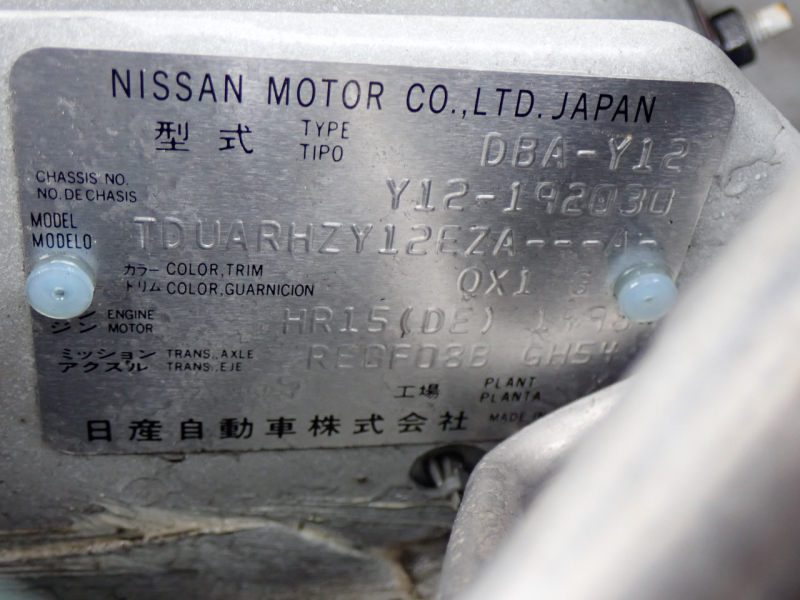 NISSAN MOTOR CO.,LTD. JAPAN
型式 TYPE TIPO DBA-Y12
CHASSIS NO. NO. DE CHASIS Y12-192030
MODEL MODELO TDUARHZY12EZA---A-
カラー COLOR,TRIM
トリム COLOR,GUARNICION QX1 G
ENGINE MOTOR HR15(DE)
ミッション TRANS.,AXLE
アクスル TRANS.,EJE RE0F08B GH54
工場 PLANT PLANTA
日産自動車株式会社 MADE IN